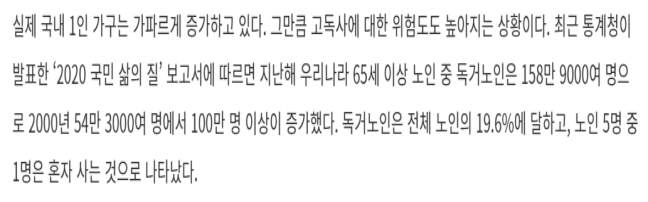 실제 국내 1인 가구는 가파르게 증가하고 있다. 그만큼 고독사에 대한 위험도도 높아지는 상황이다. 최근 통계청이
발표한 ‘2020 국민 삶의 질’ 보고서에 따르면 지난해 우리나라 65세 이상 노인 중 독거노인은 158만 9000여 명으
로 2000년 54만 3000여 명에서 100만 명 이상이 증가했다. 독거노인은 전체 노인의 19.6%에 달하고, 노인 5명 중
1명은 혼자 사는 것으로 나타났다.